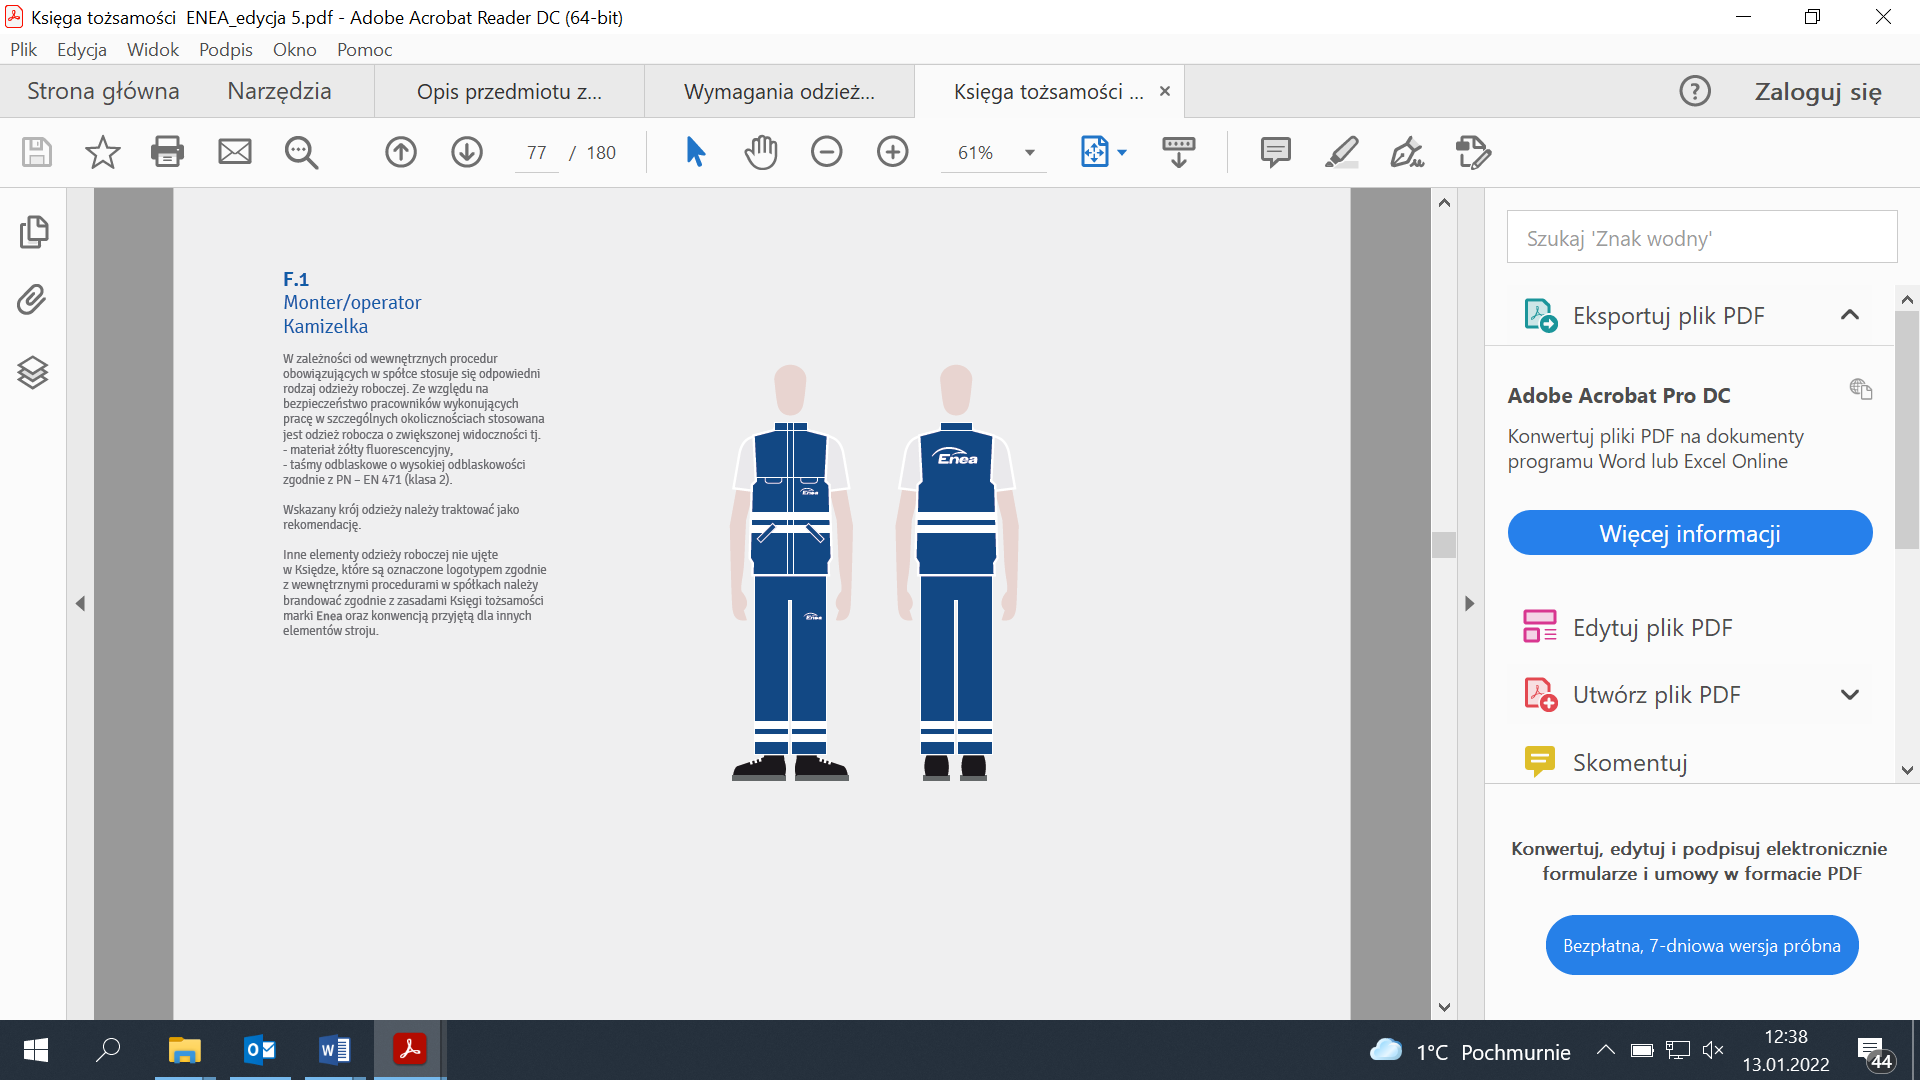 Księga tożsamości  ENEA_edycja 5.pdf - Adobe Acrobat Reader DC (64-bit)
Plik Edycja Widok Podpis Okno Pomoc
Strona główna Narzędzia Opis przedmiotu z... Wymagania odzież... Księga tożsamości ... × ? Zaloguj się
77 / 180 61%
F.1
Monter/operator
Kamizelka
W zależności od wewnętrznych procedur
obowiązujących w spółce stosuje się odpowiedni
rodzaj odzieży roboczej. Ze względu na
bezpieczeństwo pracowników wykonujących
pracę w szczególnych okolicznościach stosowana
jest odzież robocza o zwiększonej widoczności tj.
- materiał żółty fluorescencyjny,
- taśmy odblaskowe o wysokiej odblaskowości
zgodnie z PN – EN 471 (klasa 2).
Wskazany krój odzieży należy traktować jako
rekomendację.
Inne elementy odzieży roboczej nie ujęte
w Księdze, które są oznaczone logotypem zgodnie
z wewnętrznymi procedurami w spółkach należy
brandować zgodnie z zasadami Księgi tożsamości
marki Enea oraz konwencją przyjętą dla innych
elementów stroju.
Enea
Enea
Enea
Szukaj 'Znak wodny'
Eksportuj plik PDF
Adobe Acrobat Pro DC
Konwertuj pliki PDF na dokumenty
programu Word lub Excel Online
Więcej informacji
Edytuj plik PDF
Utwórz plik PDF
Skomentuj
Konwertuj, edytuj i podpisuj elektronicznie
formularze i umowy w formacie PDF
Bezpłatna, 7-dniowa wersja próbna
1°C Pochmurnie
12:38
13.01.2022
44